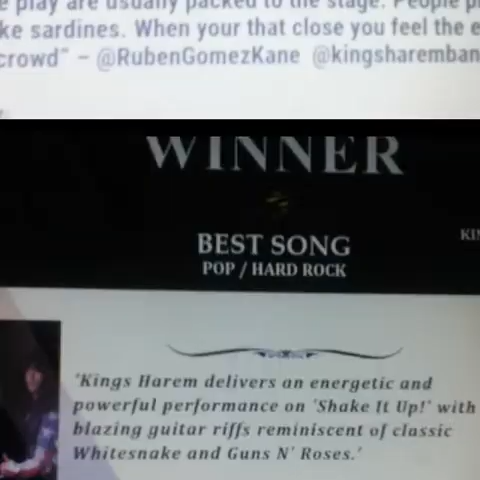 play are usually packed to the stage. People
sardines. When your that close you feel the
crowd" – @RubenGomezKane @kingsharemban
WINNER
BEST SONG
POP / HARD ROCK
'Kings Harem delivers an energetic and
powerful performance on 'Shake It Up!' with
blazing guitar riffs reminiscent of classic
Whitesnake and Guns N' Roses.'